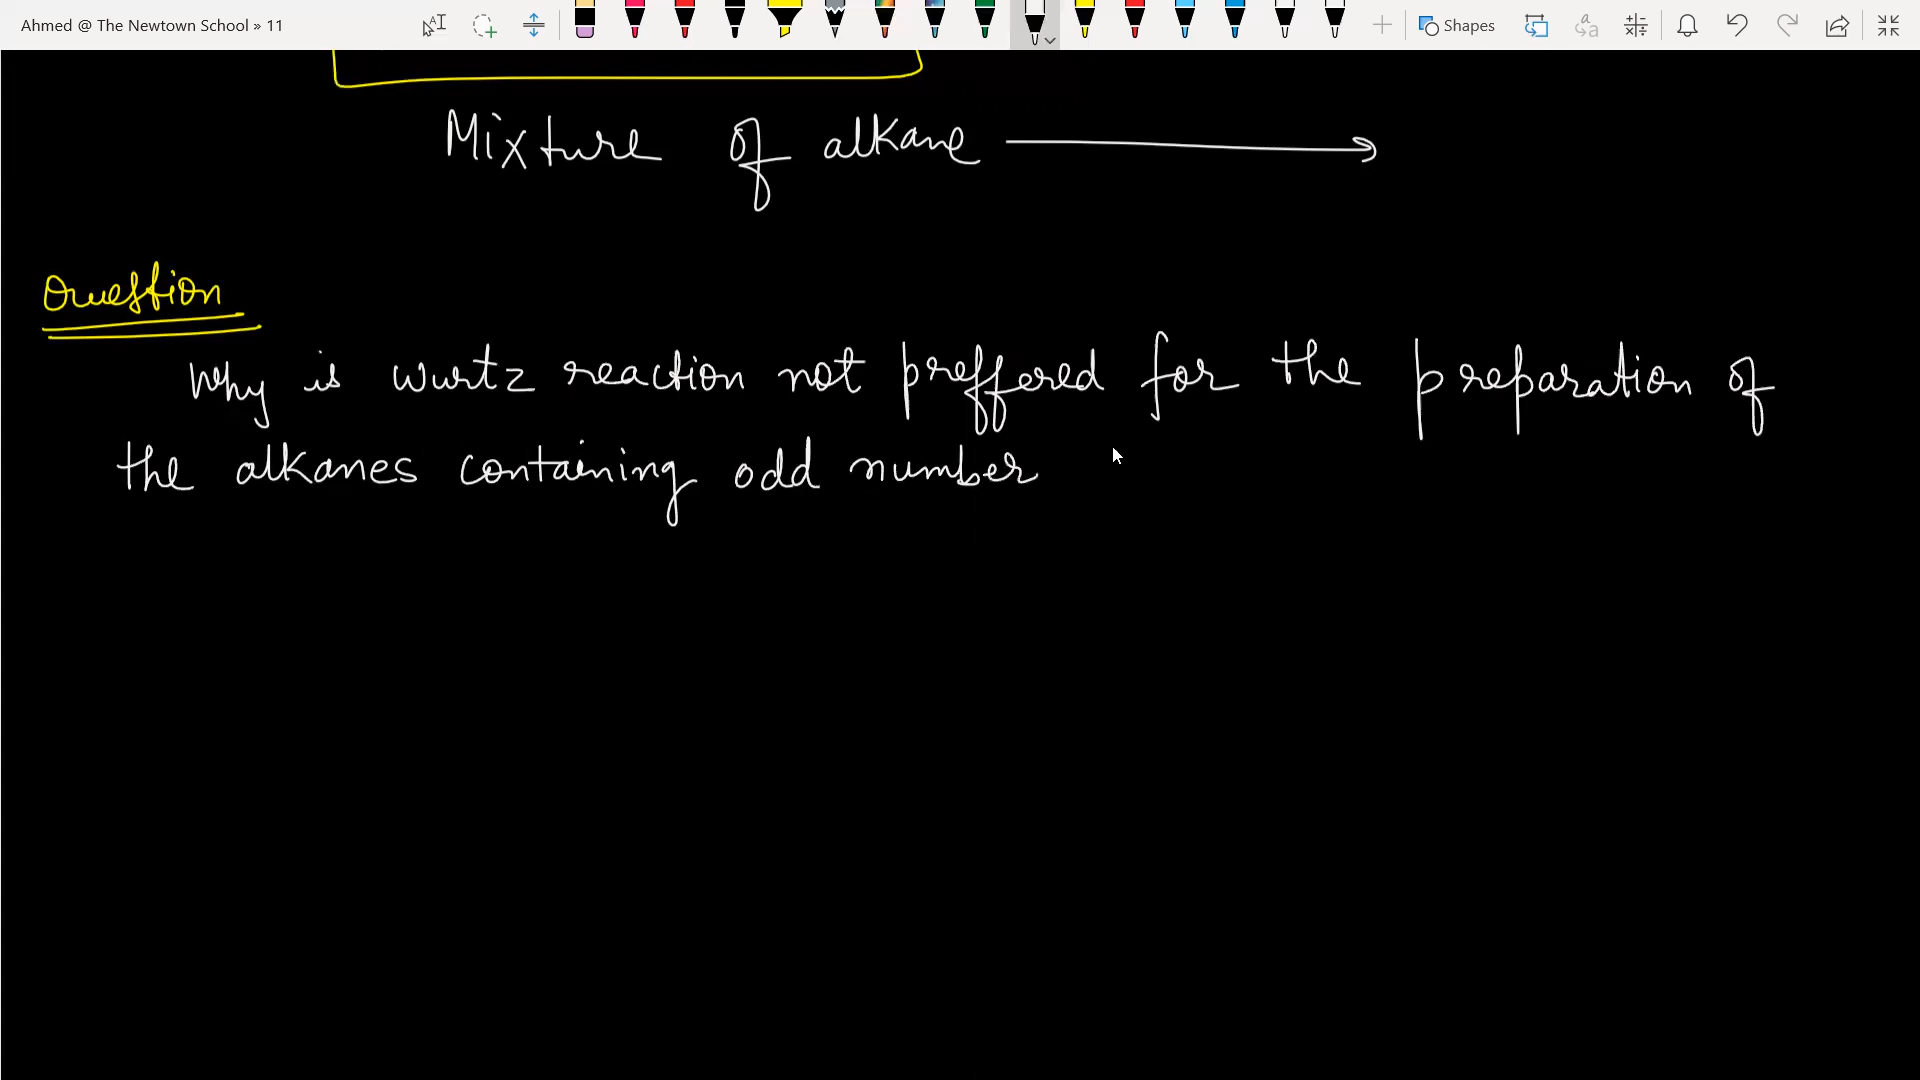 Ahmed @ The Newtown School » 11
Shapes
Mixture of alkane
Question
Why is wurtz reaction not preffered for the preparation of
the alkanes containing odd number